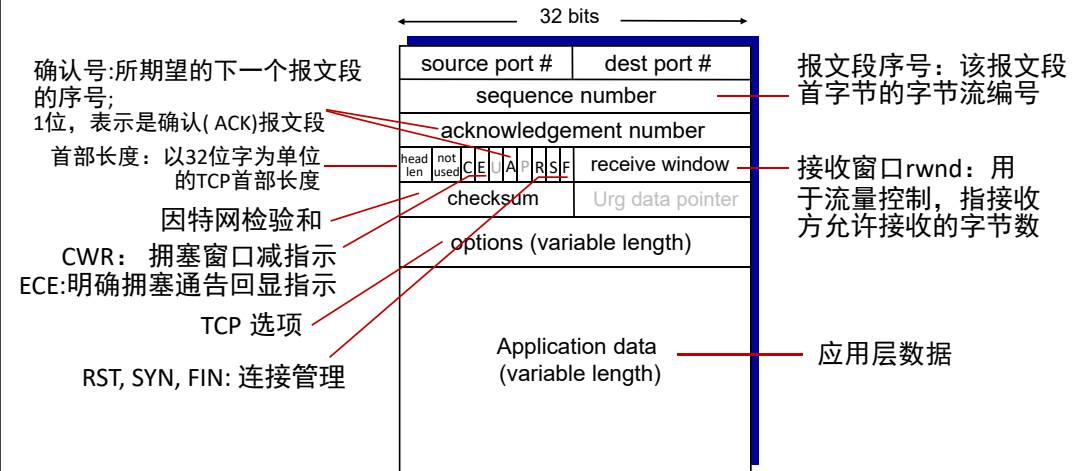 32 bits
确认号:所期望的下一个报文段
的序号;
1位，表示是确认( ACK)报文段
首部长度：以32位字为单位
的TCP首部长度
因特网检验和
CWR： 拥塞窗口减指示
ECE:明确拥塞通告回显指示
TCP 选项
RST, SYN, FIN: 连接管理
source port #
dest port #
sequence number
acknowledgement number
head
len
not
used
C E U A P R S F
receive window
checksum
Urg data pointer
options (variable length)
Application data
(variable length)
报文段序号：该报文段
首字节的字节流编号
接收窗口rwnd：用
于流量控制，指接收
方允许接收的字节数
应用层数据